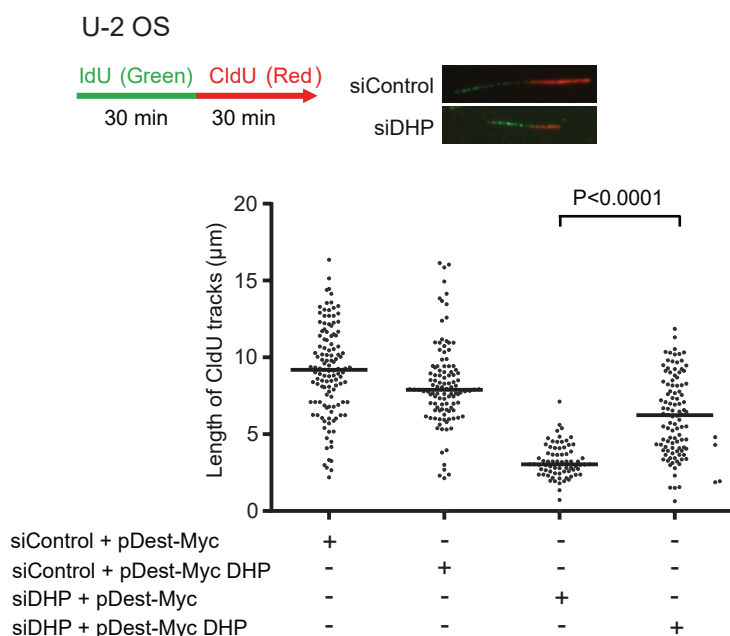 U-2 OS
IdU (Green) CldU (Red)
30 min 30 min
siControl
siDHP
P<0.0001
Length of CldU tracks (μm)
20
15
10
5
0
siControl + pDest-Myc + - - -
siControl + pDest-Myc DHP - + - -
siDHP + pDest-Myc - - + -
siDHP + pDest-Myc DHP - - - +